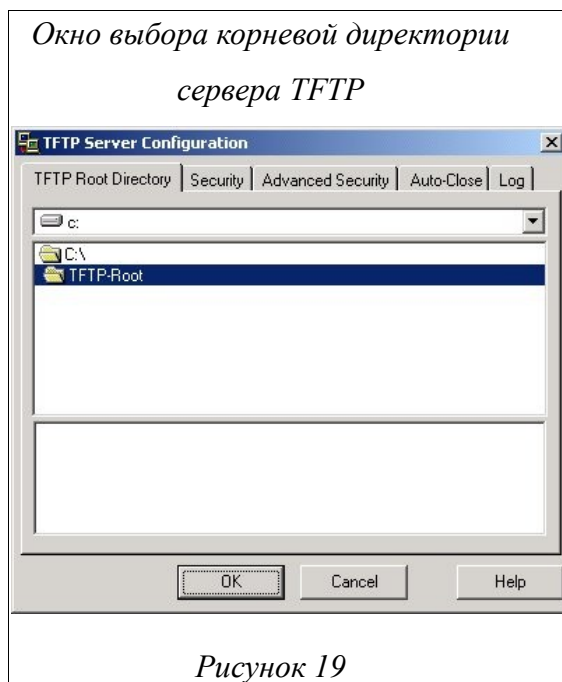 Окно выбора корневой директории
сервера TFTP
TFTP Server Configuration
TFTP Root Directory Security Advanced Security Auto-Close Log
c:
C:\
TFTP-Root
OK Cancel Help
Рисунок 19